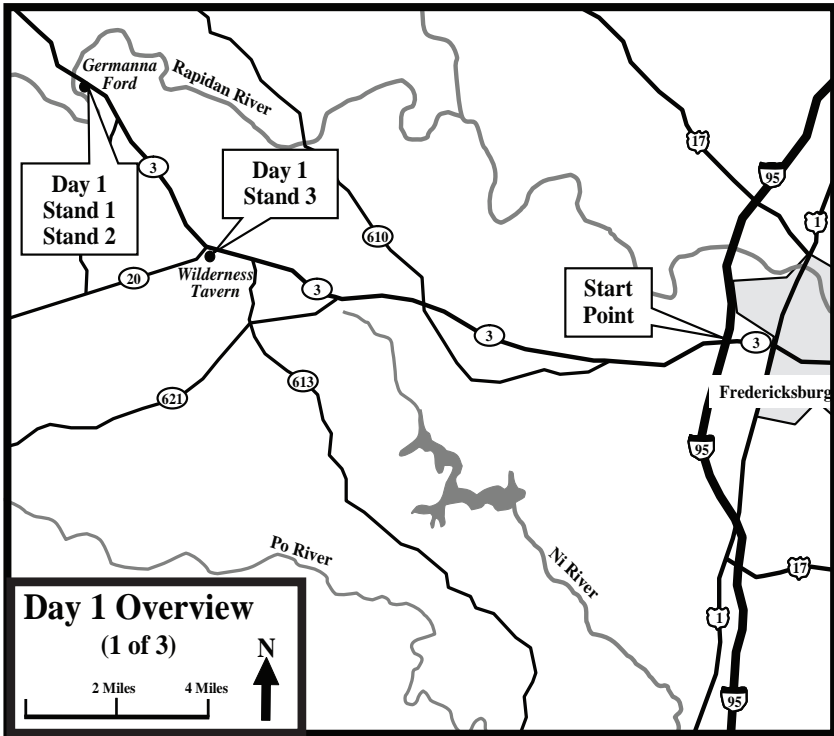 Germanna
Ford
Rapidan River
17
95
3
Day 1
Stand 1
Stand 2
Day 1
Stand 3
1
610
20
Wilderness
Tavern
3
Start
Point
3
3
Fredericksburg
621
613
95
Po River
Ni River
17
1
95
Day 1 Overview
(1 of 3)
N
2 Miles
4 Miles